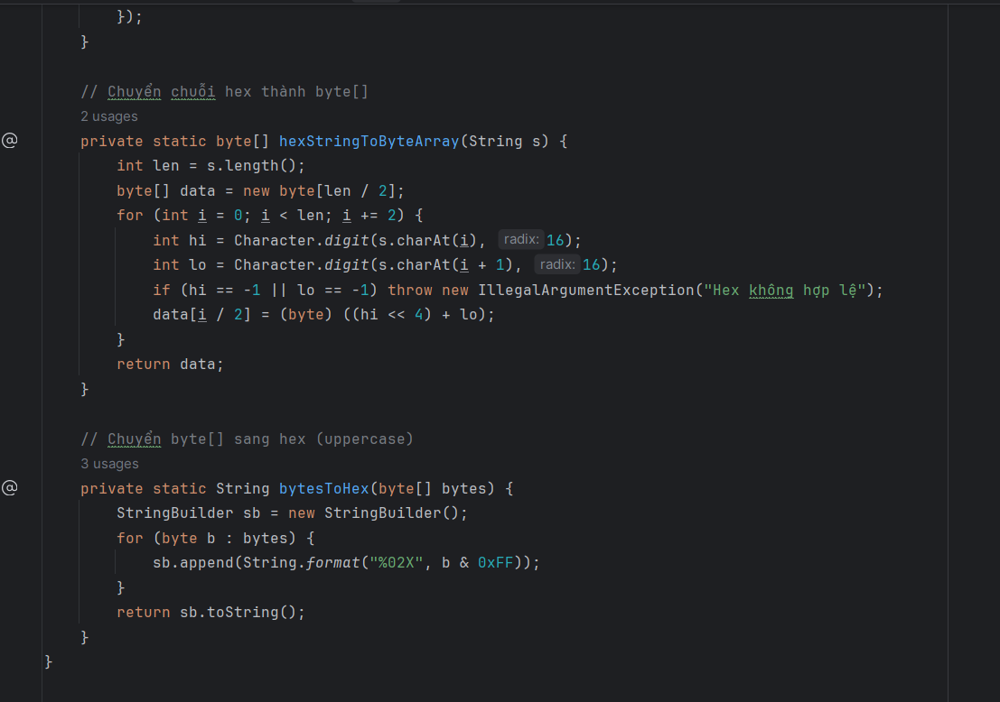 });
}
// Chuyển chuỗi hex thành byte[]
2 usages
@ private static byte[] hexStringToByteArray(String s) {
int len = s.length();
byte[] data = new byte[len / 2];
for (int i = 0; i < len; i += 2) {
int hi = Character.digit(s.charAt(i), radix: 16);
int lo = Character.digit(s.charAt(i + 1), radix: 16);
if (hi == -1 || lo == -1) throw new IllegalArgumentException("Hex không hợp lệ");
data[i / 2] = (byte) ((hi << 4) + lo);
}
return data;
}
// Chuyển byte[] sang hex (uppercase)
3 usages
@ private static String bytesToHex(byte[] bytes) {
StringBuilder sb = new StringBuilder();
for (byte b : bytes) {
sb.append(String.format("%02X", b & 0xFF));
}
return sb.toString();
}
}